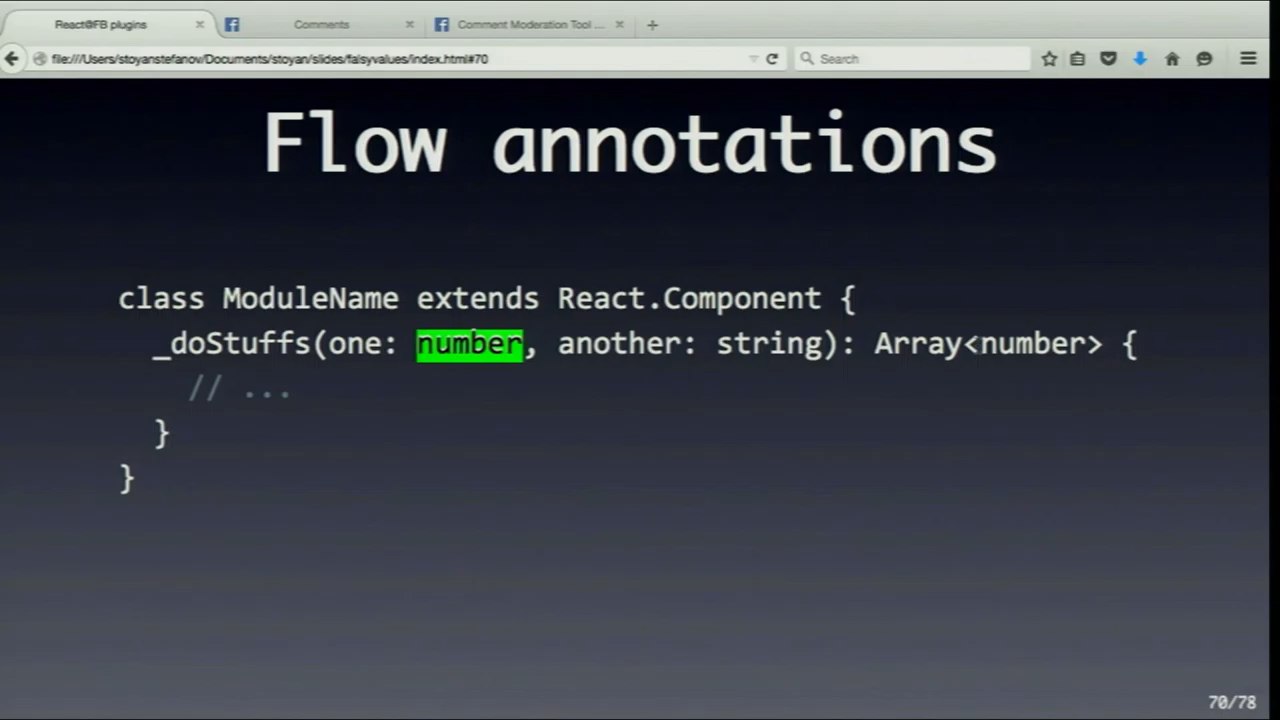 React@FB plugins
Comments
Comment Moderation Tool ...
file:///Users/stoyanstefanov/Documents/stoyan/slides/falsyvalues/index.html#70
Search
Flow annotations
class ModuleName extends React.Component {
_doStuffs(one: number, another: string): Array<number> {
// ...
}
}
70/78